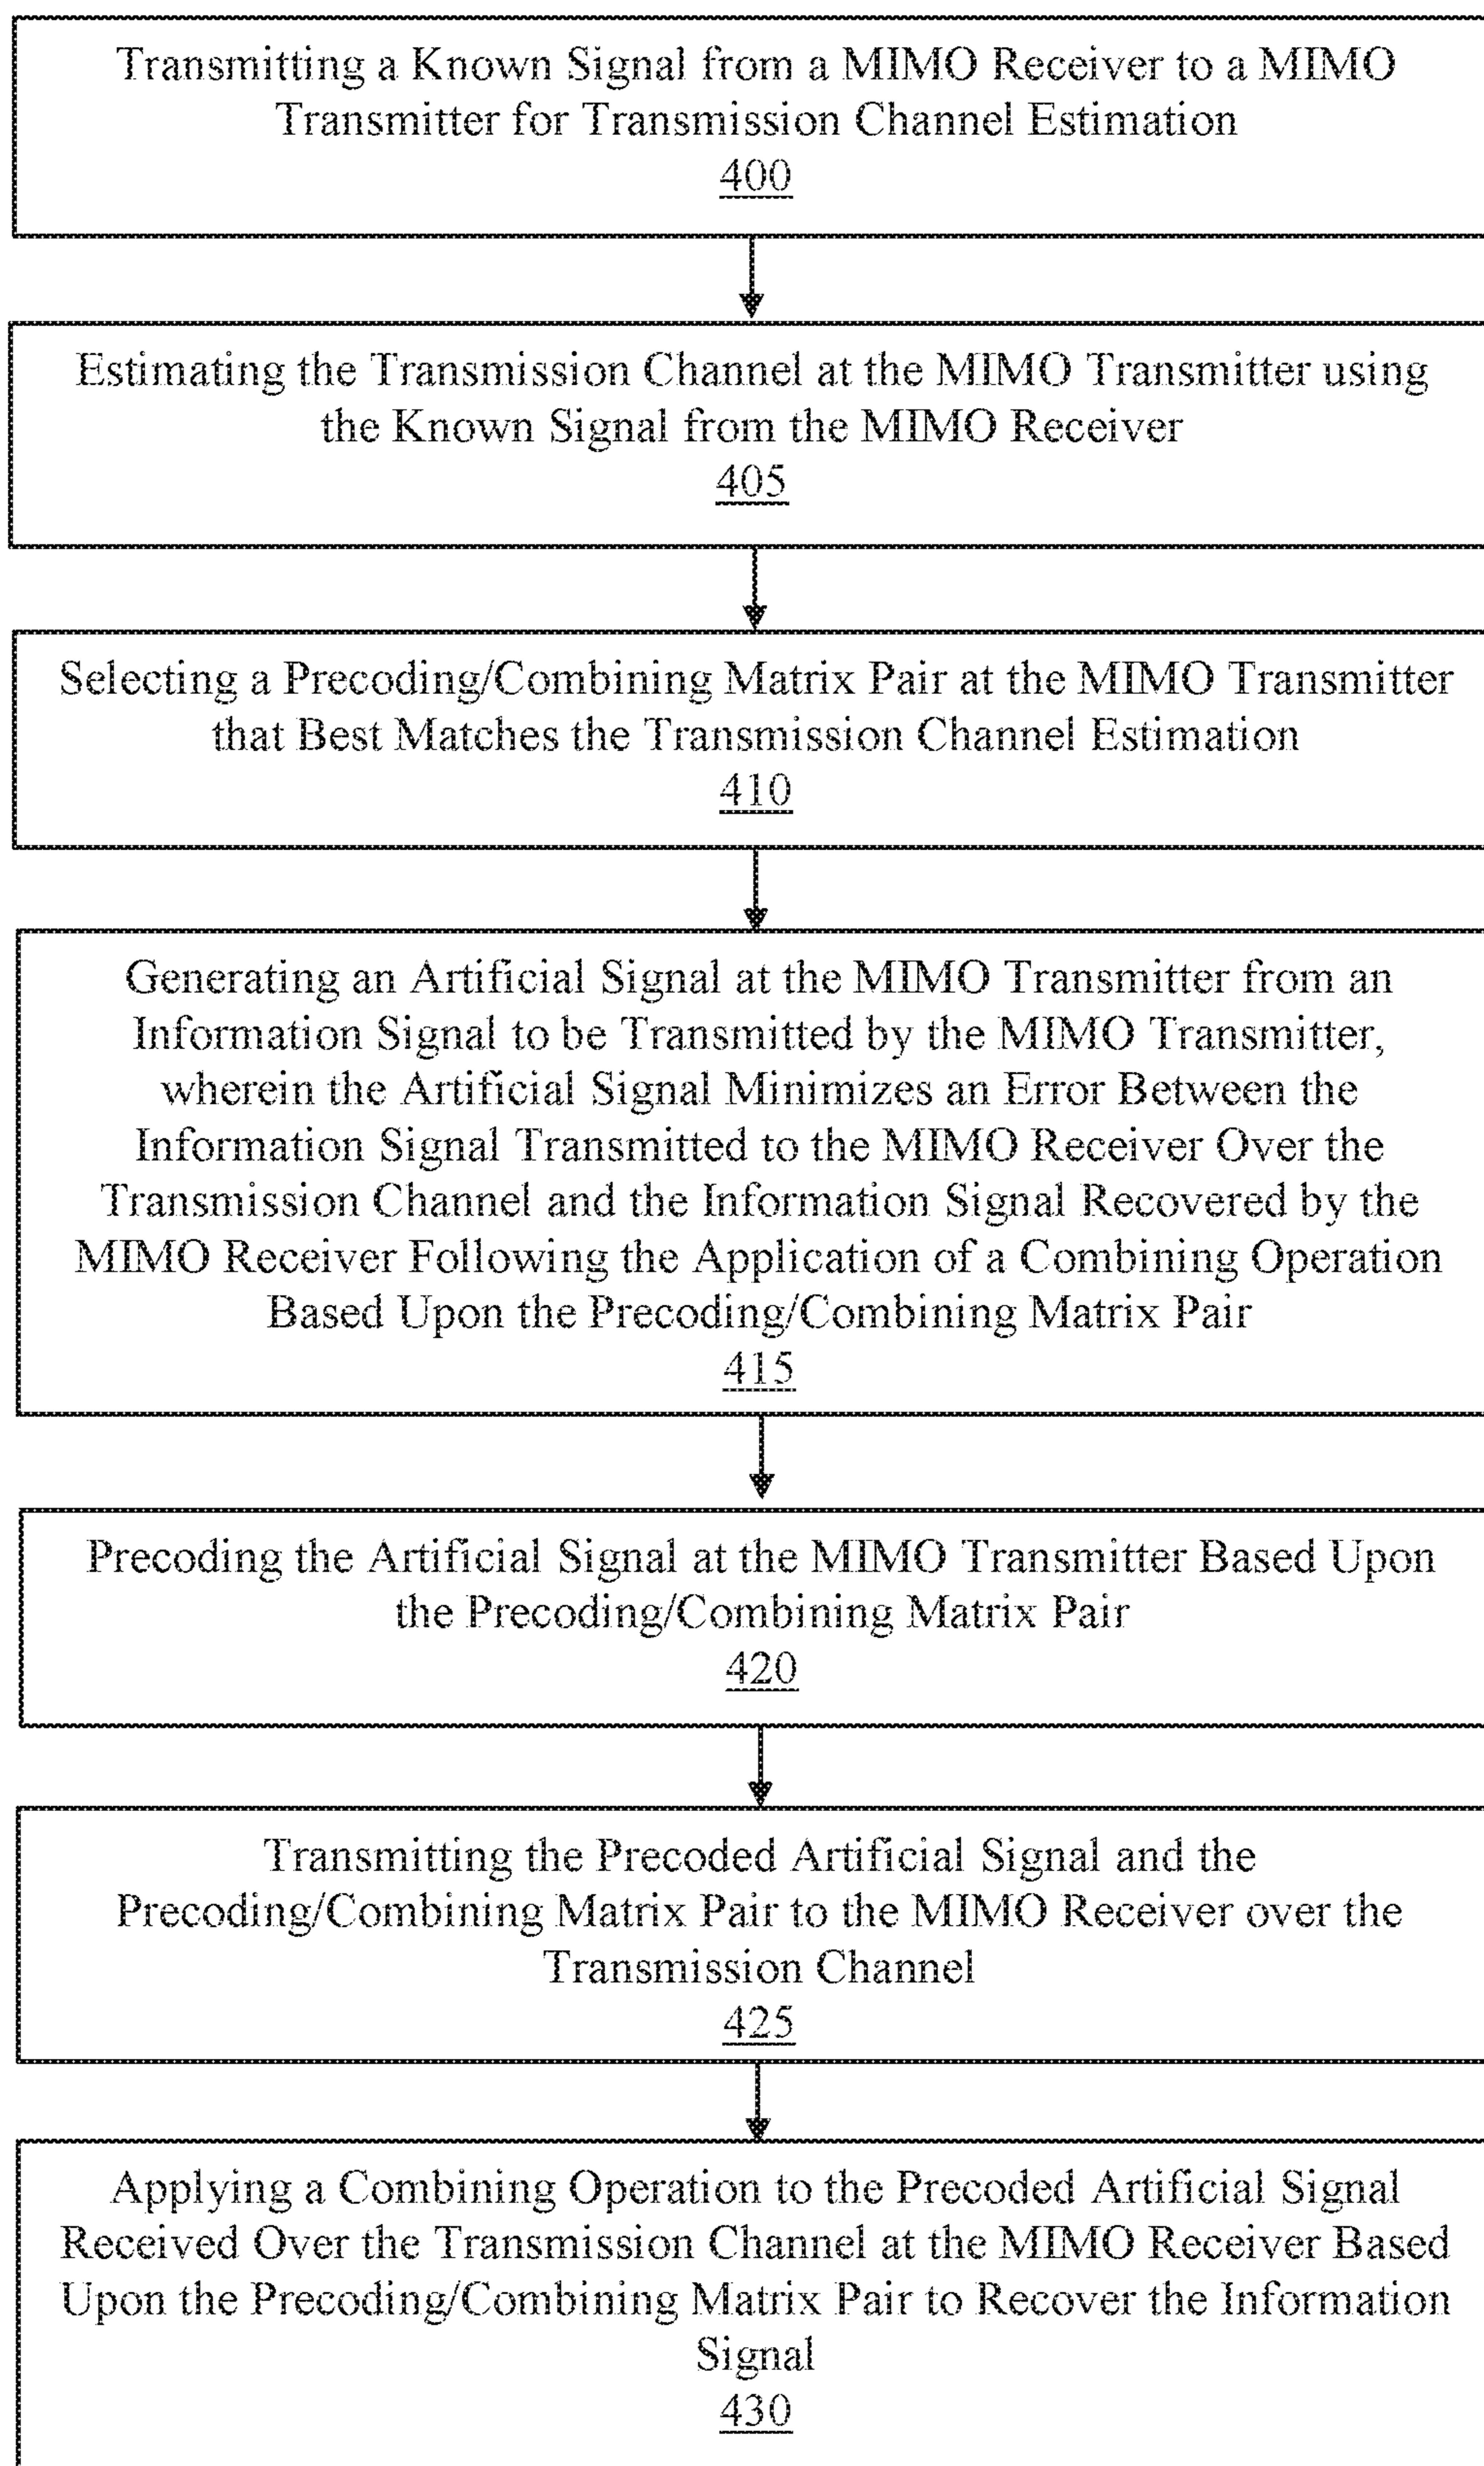 Transmitting a Known Signal from a MIMO Receiver to a MIMO
Transmitter for Transmission Channel Estimation
400
Estimating the Transmission Channel at the MIMO Transmitter using
the Known Signal from the MIMO Receiver
405
Selecting a Precoding/Combining Matrix Pair at the MIMO Transmitter
that Best Matches the Transmission Channel Estimation
410
Generating an Artificial Signal at the MIMO Transmitter from an
Information Signal to be Transmitted by the MIMO Transmitter,
wherein the Artificial Signal Minimizes an Error Between the
Information Signal Transmitted to the MIMO Receiver Over the
Transmission Channel and the Information Signal Recovered by the
MIMO Receiver Following the Application of a Combining Operation
Based Upon the Precoding/Combining Matrix Pair
415
Precoding the Artificial Signal at the MIMO Transmitter Based Upon
the Precoding/Combining Matrix Pair
420
Transmitting the Precoded Artificial Signal and the
Precoding/Combining Matrix Pair to the MIMO Receiver over the
Transmission Channel
425
Applying a Combining Operation to the Precoded Artificial Signal
Received Over the Transmission Channel at the MIMO Receiver Based
Upon the Precoding/Combining Matrix Pair to Recover the Information
Signal
430